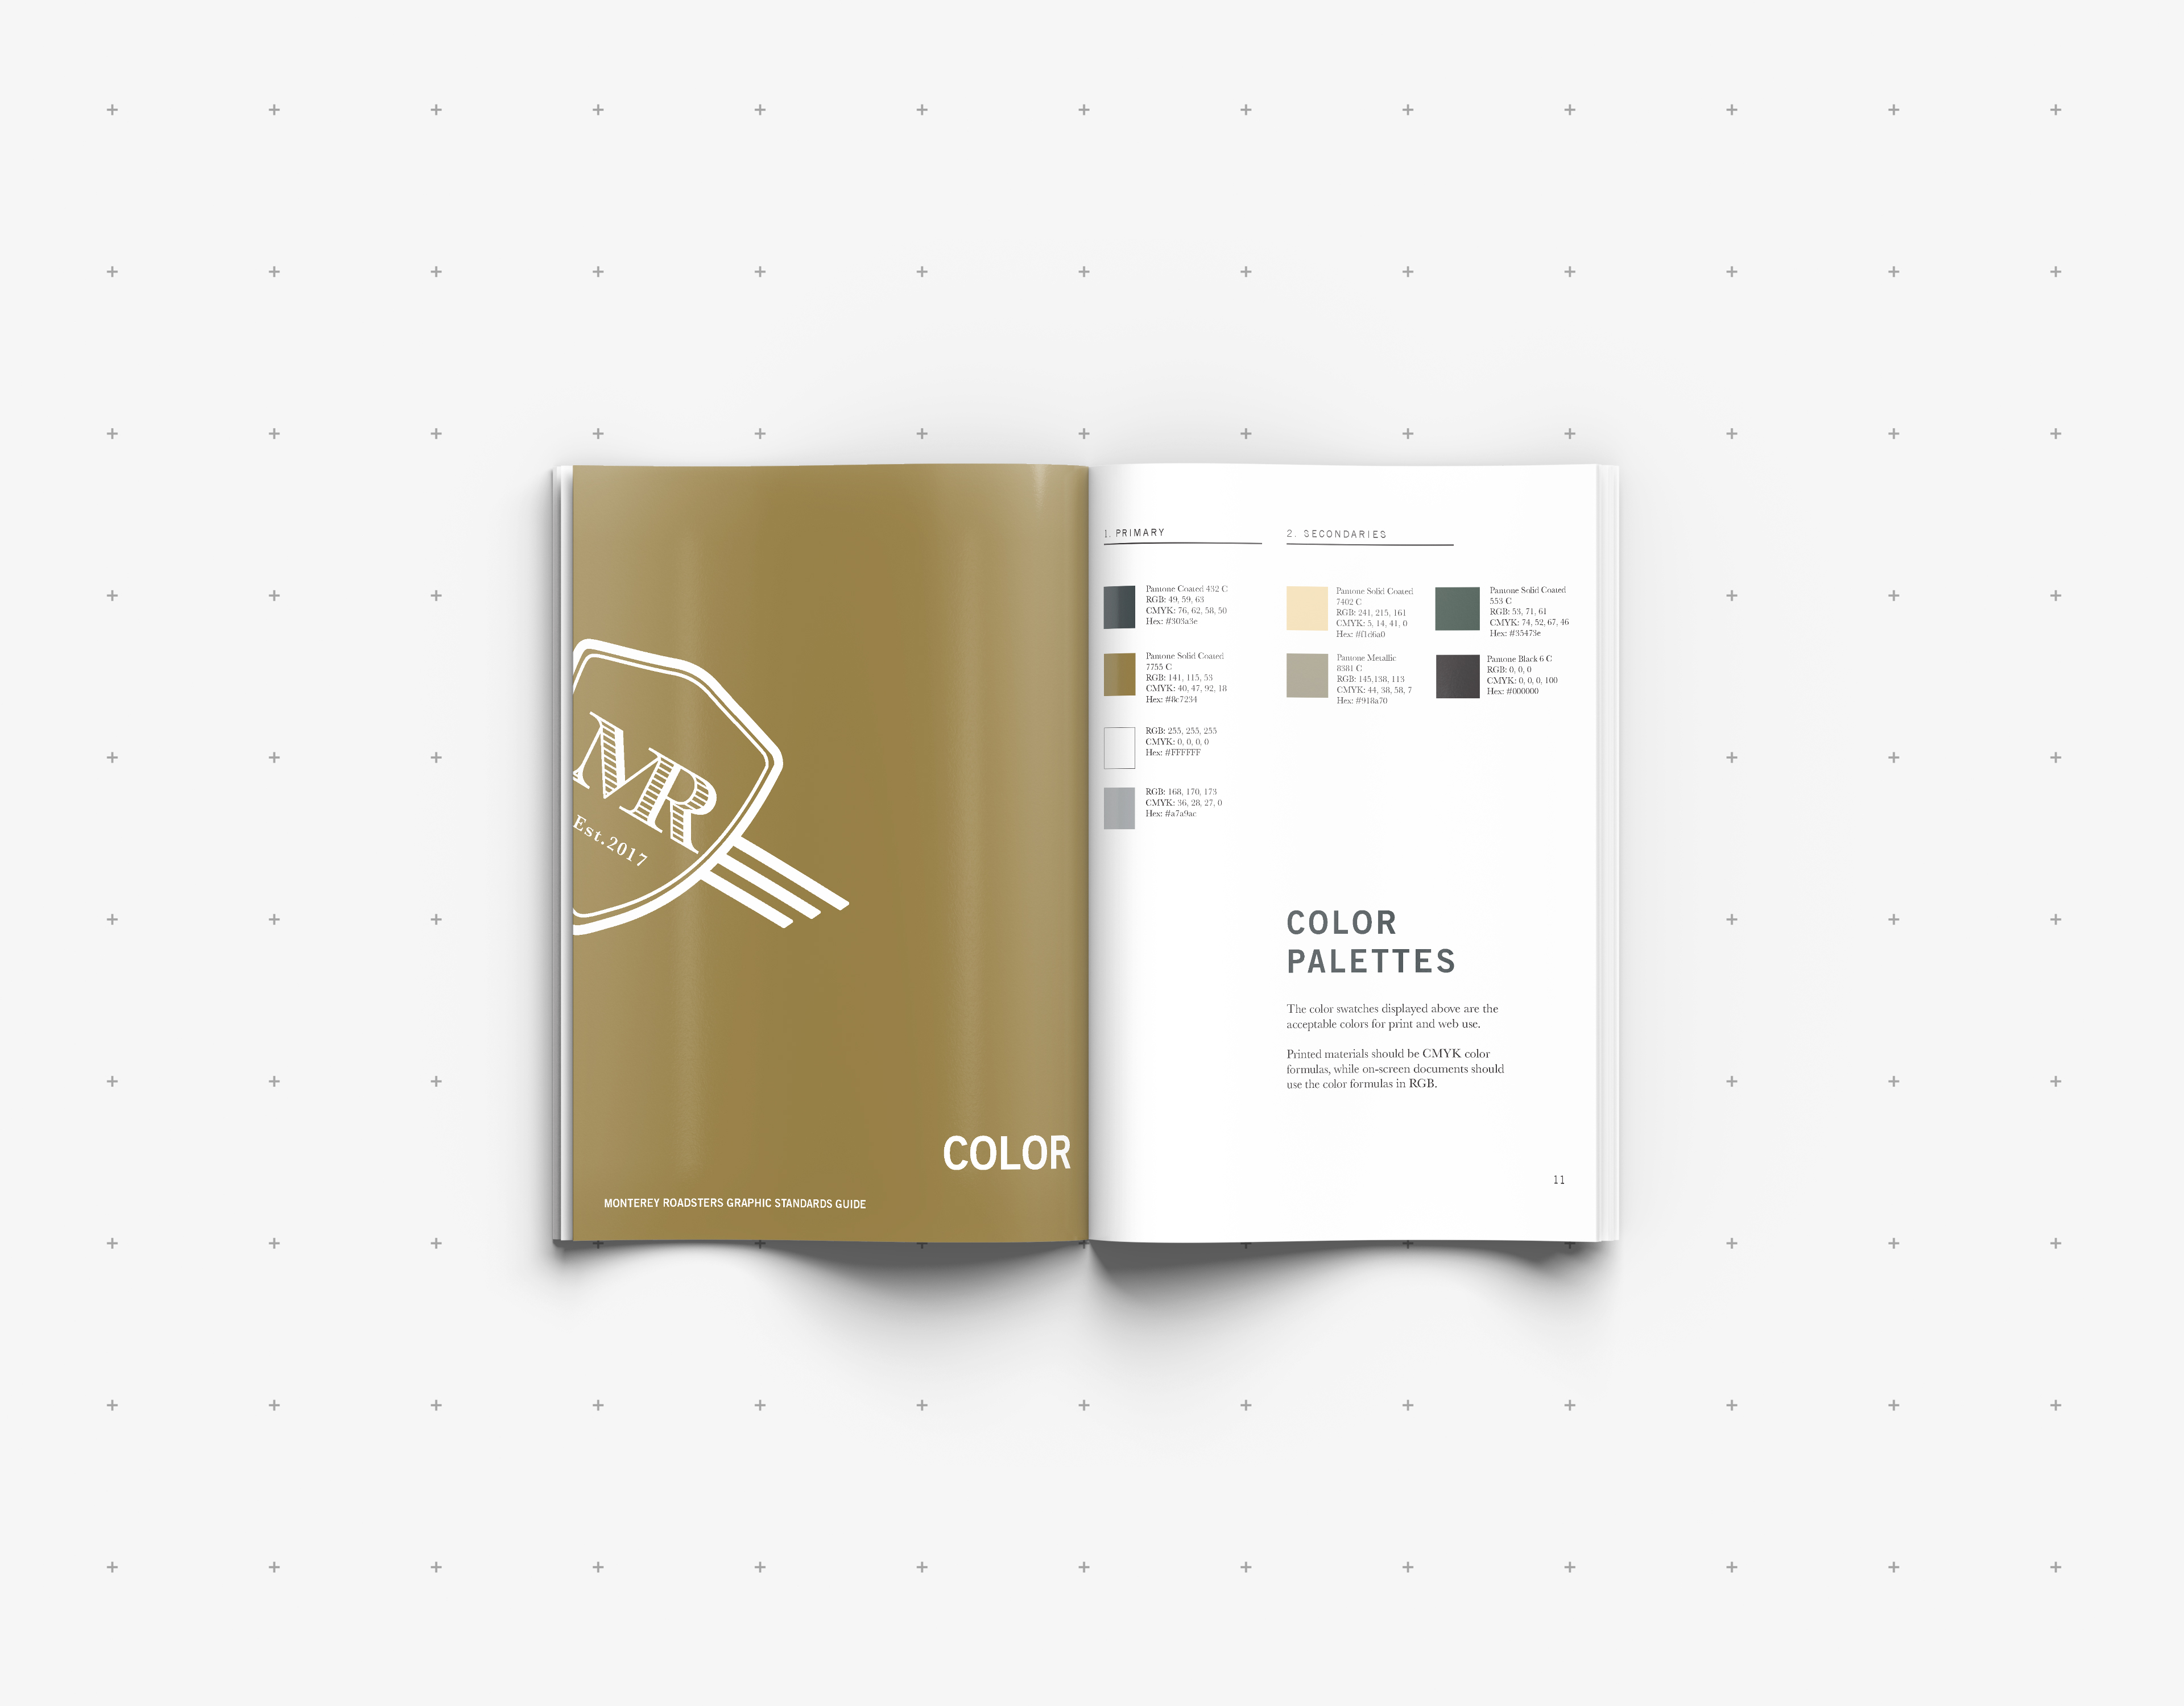 MR
Est.2017
COLOR
MONTEREY ROADSTERS GRAPHIC STANDARDS GUIDE
1. PRIMARY
Pantone Coated 432 C
RGB: 49, 59, 63
CMYK: 76, 62, 58, 50
Hex: #303a3e
Pantone Solid Coated
7755 C
RGB: 141, 115, 53
CMYK: 40, 47, 92, 18
Hex: #8c7234
RGB: 255, 255, 255
CMYK: 0, 0, 0, 0
Hex: #FFFFFF
RGB: 168, 170, 173
CMYK: 36, 28, 27, 0
Hex: #a7a9ac
2. SECONDARIES
Pantone Solid Coated
7402 C
RGB: 241, 215, 161
CMYK: 5, 14, 41, 0
Hex: #f1d6a0
Pantone Metallic
8381 C
RGB: 145,138, 113
CMYK: 44, 38, 58, 7
Hex: #918a70
Pantone Solid Coated
553 C
RGB: 53, 71, 61
CMYK: 74, 52, 67, 46
Hex: #35473e
Pantone Black 6 C
RGB: 0, 0, 0
CMYK: 0, 0, 0, 100
Hex: #000000
COLOR
PALETTES
The color swatches displayed above are the
acceptable colors for print and web use.
Printed materials should be CMYK color
formulas, while on-screen documents should
use the color formulas in RGB.
11